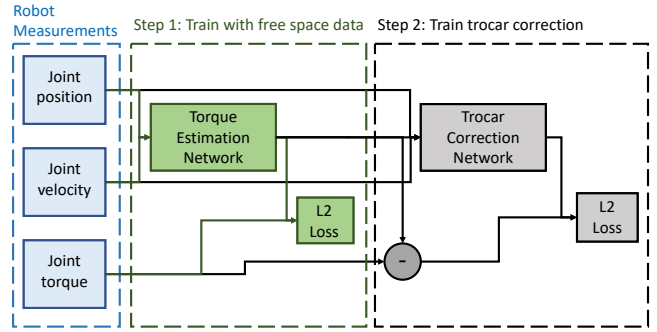 Robot
Measurements
Step 1: Train with free space data
Step 2: Train trocar correction
Joint
position
Torque
Estimation
Network
Trocar
Correction
Network
Joint
velocity
L2
Loss
L2
Loss
Joint
torque
-